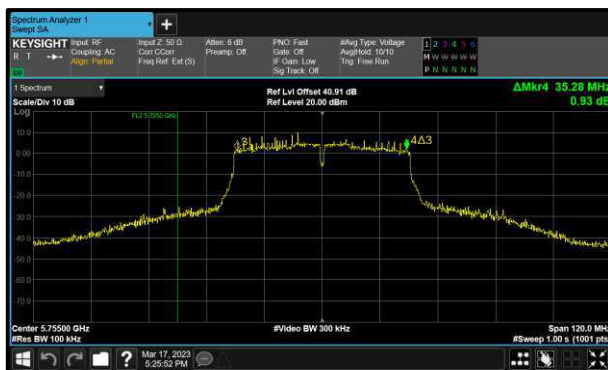 Spectrum Analyzer 1
Swept SA
KEYSIGHT
R T
Input: RF
Coupling: AC
Align: Partial
Input Z: 50 Ω
Corr CCorr
Freq Ref: Ext (S)
Atten: 6 dB
Preamp: Off
PNO: Fast
Gate: Off
IF Gain: Low
Sig Track: Off
#Avg Type: Voltage
Avg|Hold: 10/10
Trig: Free Run
1 2 3 4 5 6
M W W W W W
P N N N N N
1 Spectrum
Scale/Div 10 dB
Ref Lvl Offset 40.91 dB
Ref Level 20.00 dBm
ΔMkr4 35.28 MHz
0.93 dB
Log
10.0
0.00
-10.0
-20.0
-30.0
-40.0
-50.0
-60.0
-70.0
4Δ3
Center 5.75500 GHz
#Res BW 100 kHz
#Video BW 300 kHz
Span 120.0 MHz
#Sweep 1.00 s (1001 pts)
Mar 17, 2023
5:25:52 PM